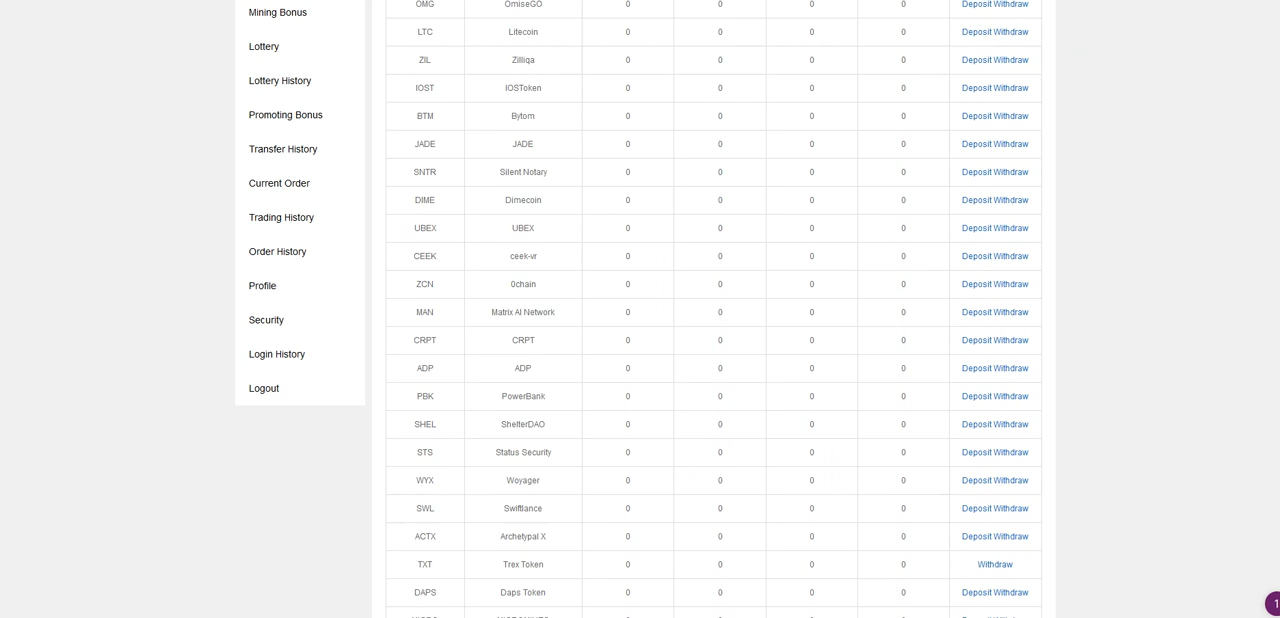 Mining Bonus
Lottery
Lottery History
Promoting Bonus
Transfer History
Current Order
Trading History
Order History
Profile
Security
Login History
Logout
OMG OmiseGO 0 0 0 0 Deposit Withdraw
LTC Litecoin 0 0 0 0 Deposit Withdraw
ZIL Zilliqa 0 0 0 0 Deposit Withdraw
IOST IOSToken 0 0 0 0 Deposit Withdraw
BTM Bytom 0 0 0 0 Deposit Withdraw
JADE JADE 0 0 0 0 Deposit Withdraw
SNTR Silent Notary 0 0 0 0 Deposit Withdraw
DIME Dimecoin 0 0 0 0 Deposit Withdraw
UBEX UBEX 0 0 0 0 Deposit Withdraw
CEEK ceek-vr 0 0 0 0 Deposit Withdraw
ZCN 0chain 0 0 0 0 Deposit Withdraw
MAN Matrix AI Network 0 0 0 0 Deposit Withdraw
CRPT CRPT 0 0 0 0 Deposit Withdraw
ADP ADP 0 0 0 0 Deposit Withdraw
PBK PowerBank 0 0 0 0 Deposit Withdraw
SHEL ShelterDAO 0 0 0 0 Deposit Withdraw
STS Status Security 0 0 0 0 Deposit Withdraw
WYX Woyager 0 0 0 0 Deposit Withdraw
SWL Swiftlance 0 0 0 0 Deposit Withdraw
ACTX Archetypal X 0 0 0 0 Deposit Withdraw
TXT Trex Token 0 0 0 0 Withdraw
DAPS Daps Token 0 0 0 0 Deposit Withdraw
1